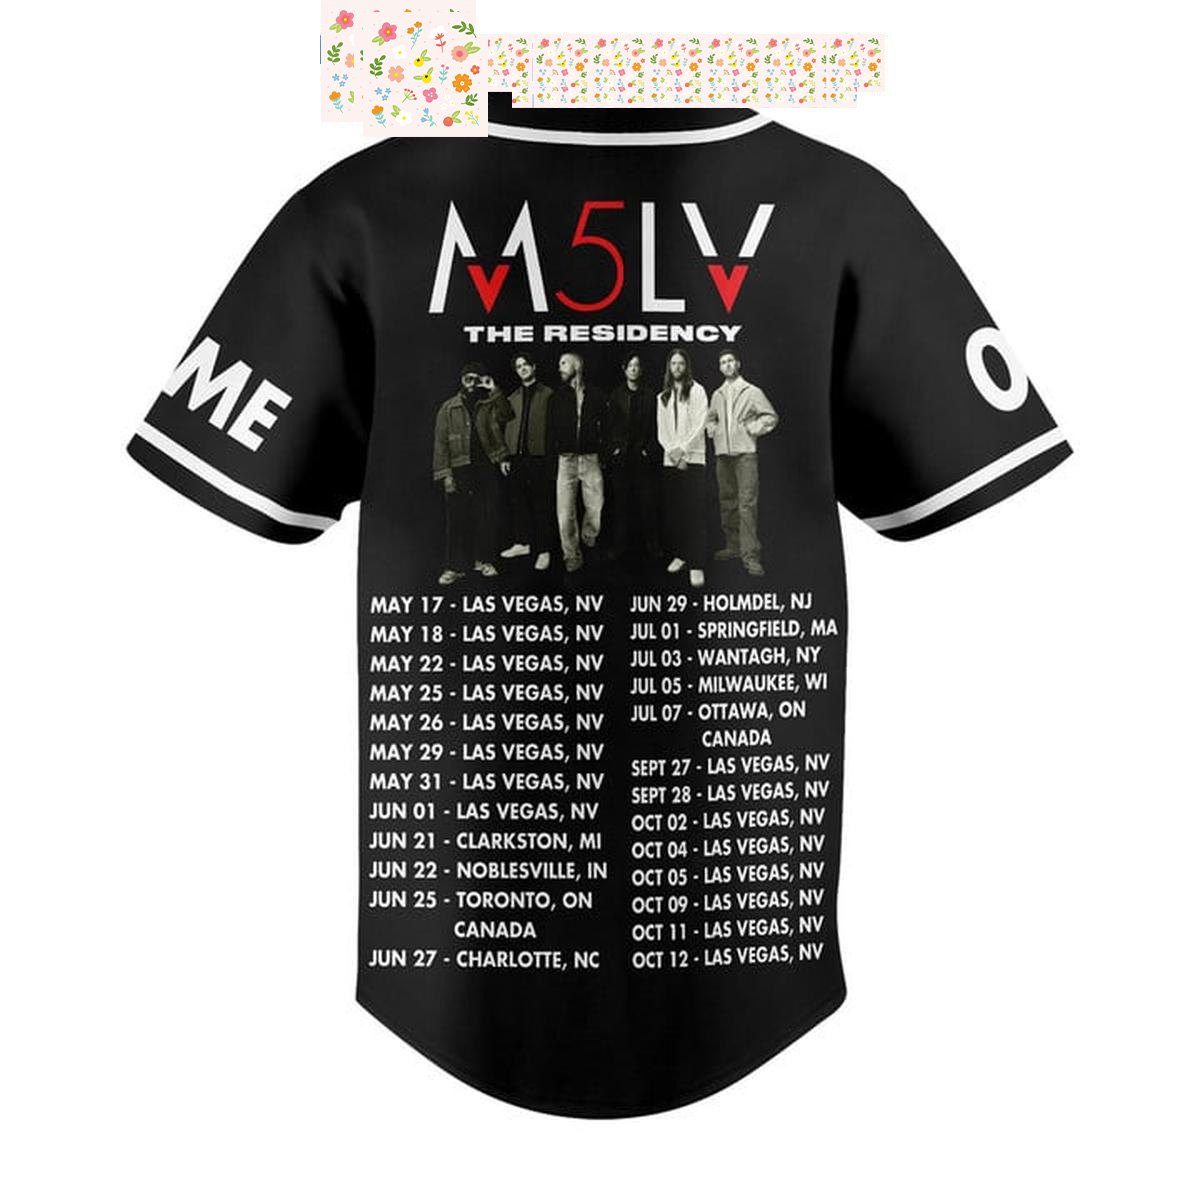 M5LV
THE RESIDENCY
ME
O
MAY 17 - LAS VEGAS, NV
MAY 18 - LAS VEGAS, NV
MAY 22 - LAS VEGAS, NV
MAY 25 - LAS VEGAS, NV
MAY 26 - LAS VEGAS, NV
MAY 29 - LAS VEGAS, NV
MAY 31 - LAS VEGAS, NV
JUN 01 - LAS VEGAS, NV
JUN 21 - CLARKSTON, MI
JUN 22 - NOBLESVILLE, IN
JUN 25 - TORONTO, ON
CANADA
JUN 27 - CHARLOTTE, NC
JUN 29 - HOLMDEL, NJ
JUL 01 - SPRINGFIELD, MA
JUL 03 - WANTAGH, NY
JUL 05 - MILWAUKEE, WI
JUL 07 - OTTAWA, ON
CANADA
SEPT 27 - LAS VEGAS, NV
SEPT 28 - LAS VEGAS, NV
OCT 02 - LAS VEGAS, NV
OCT 04 - LAS VEGAS, NV
OCT 05 - LAS VEGAS, NV
OCT 09 - LAS VEGAS, NV
OCT 11 - LAS VEGAS, NV
OCT 12 - LAS VEGAS, NV